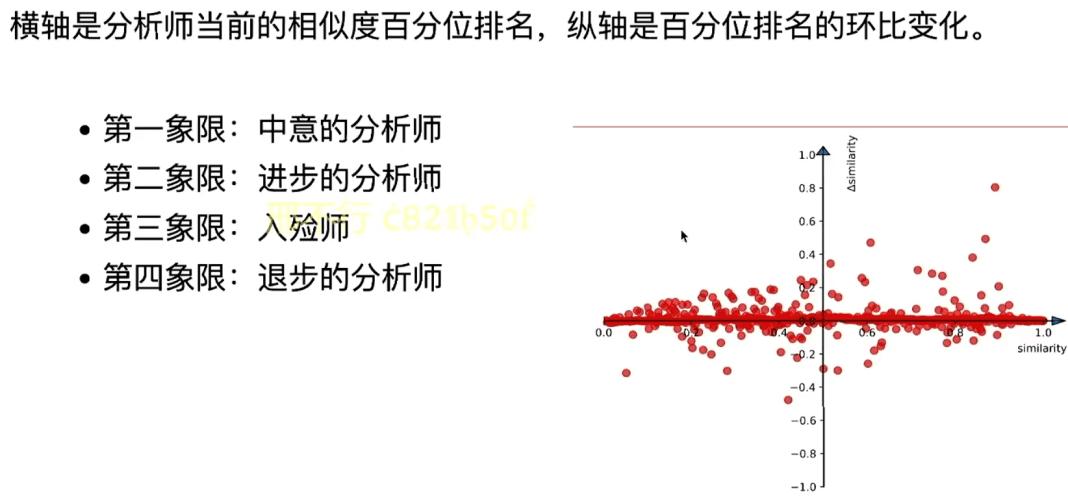 横轴是分析师当前的相似度百分位排名，纵轴是百分位排名的环比变化。
• 第一象限：中意的分析师
• 第二象限：进步的分析师
• 第三象限：入殓师
• 第四象限：退步的分析师
Δsimilarity
1.0
0.8
0.6
0.4
0.2
0.0
0.0 0.2 0.4 0.6 0.8 1.0
similarity
−0.2
−0.4
−0.6
−0.8
−1.0